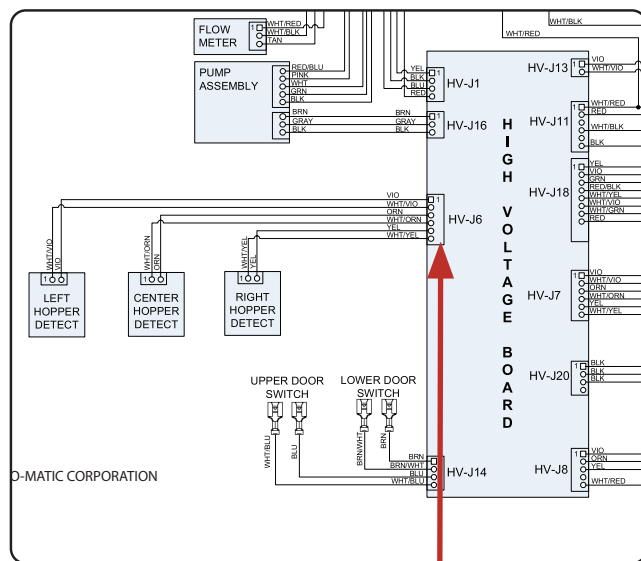 FLOW
METER
1
WHT/RED
WHT/BLK
TAN
WHT/BLK
WHT/RED
PUMP
ASSEMBLY
RED/BLU
PINK
WHT
GRN
BLK
BRN
GRAY
BLK
BRN
GRAY
BLK
YEL
BLK
BLU
RED
1
HV-J1
1
HV-J16
HIGH VOLTAGE BOARD
HV-J13
1
VIO
WHT/VIO
HV-J11
1
WHT/RED
RED
WHT/BLK
BLK
HV-J18
1
YEL
VIO
GRN
RED/BLK
WHT/YEL
WHT/VIO
WHT/GRN
RED
VIO
WHT/VIO
ORN
WHT/ORN
YEL
WHT/YEL
1
HV-J6
WHT/VIO
VIO
1
LEFT
HOPPER
DETECT
WHT/ORN
ORN
1
CENTER
HOPPER
DETECT
WHT/YEL
YEL
1
RIGHT
HOPPER
DETECT
HV-J7
1
VIO
WHT/VIO
ORN
WHT/ORN
YEL
WHT/YEL
HV-J20
1
BLK
BLK
BLK
UPPER DOOR
SWITCH
LOWER DOOR
SWITCH
WHT/BLU
BLU
BRN/WHT
BRN
BRN
BRN/WHT
BLU
WHT/BLU
1
HV-J14
HV-J8
1
VIO
ORN
YEL
WHT/RED
O-MATIC CORPORATION